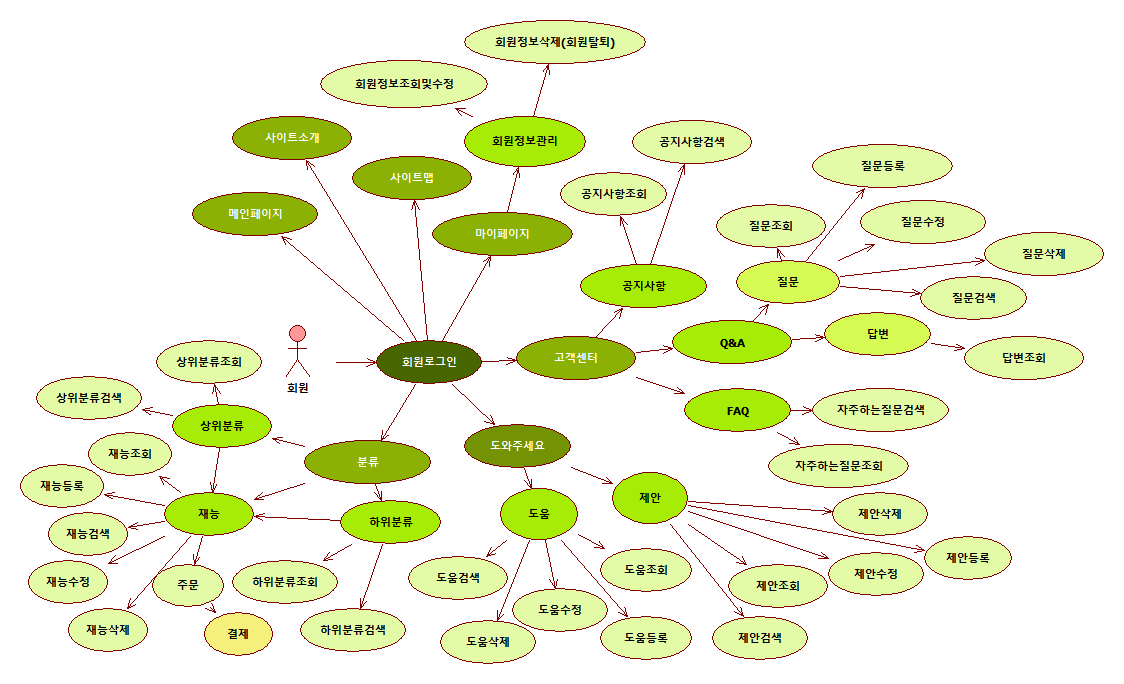 회원정보삭제(회원탈퇴)
회원정보조회및수정
사이트소개
회원정보관리
공지사항검색
질문등록
사이트맵
공지사항조회
메인페이지
마이페이지
질문조회
질문수정
질문삭제
공지사항
질문
질문검색
Q&A
답변
답변조회
회원
회원로그인
고객센터
상위분류조회
상위분류검색
FAQ
자주하는질문검색
상위분류
도와주세요
재능조회
분류
자주하는질문조회
재능등록
제안
재능
하위분류
도움
제안삭제
재능검색
제안등록
재능수정
주문
하위분류조회
도움검색
도움조회
제안조회
제안수정
도움수정
재능삭제
결제
하위분류검색
도움삭제
도움등록
제안검색